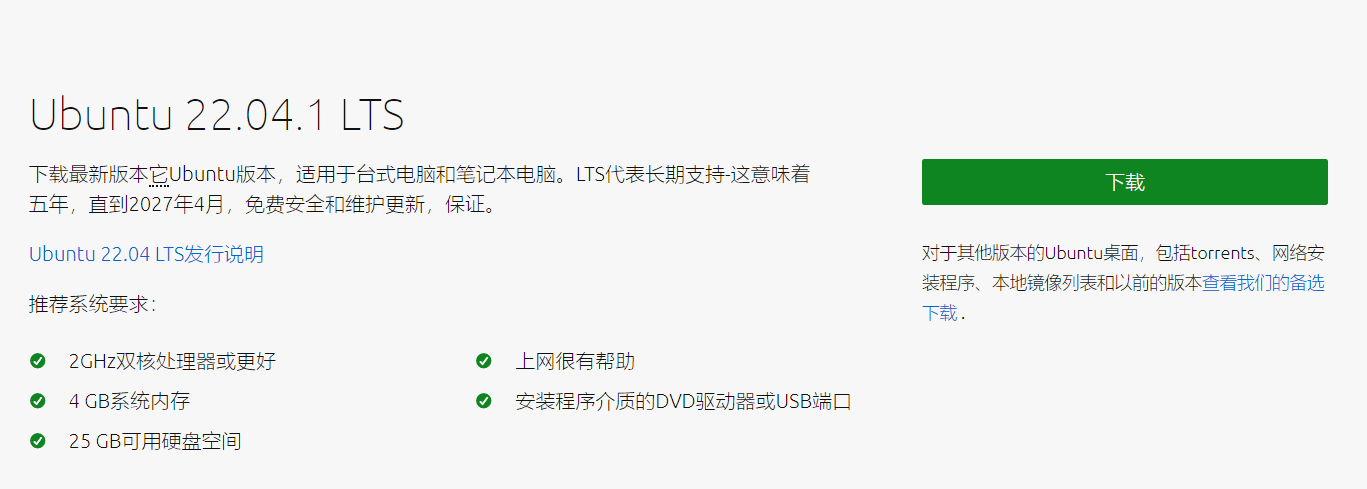 Ubuntu 22.04.1 LTS
下载最新版本它Ubuntu版本，适用于台式电脑和笔记本电脑。LTS代表长期支持-这意味着
五年，直到2027年4月，免费安全和维护更新，保证。
Ubuntu 22.04 LTS发行说明
推荐系统要求：
2GHz双核处理器或更好
4 GB系统内存
25 GB可用硬盘空间
上网很有帮助
安装程序介质的DVD驱动器或USB端口
下载
对于其他版本的Ubuntu桌面，包括torrents、网络安
装程序、本地镜像列表和以前的版本查看我们的备选
下载 .